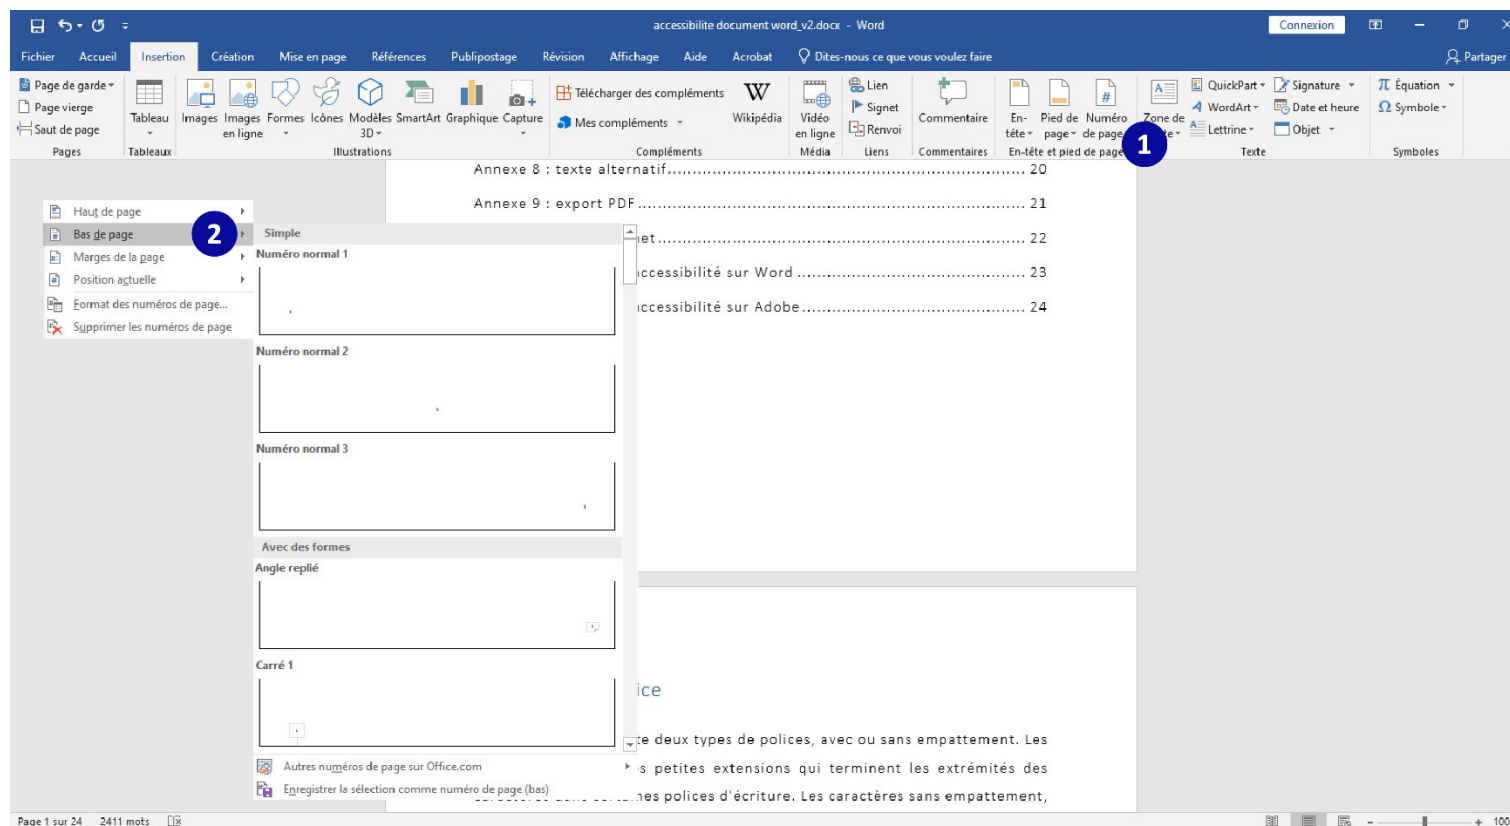 accessibilite document word_v2.docx - Word
Connexion
Fichier Accueil Insertion Création Mise en page Références Publipostage Révision Affichage Aide Acrobat Dites-nous ce que vous voulez faire
Partager
Page de garde
Page vierge
Saut de page
Pages
Tableau
Tableaux
Images
Images en ligne
Formes
Icônes
Modèles 3D
SmartArt
Graphique
Capture
Illustrations
Télécharger des compléments
Mes compléments
W
Wikipédia
Compléments
Vidéo en ligne
Média
Lien
Signet
Renvoi
Liens
Commentaire
Commentaires
En-tête
Pied de page
# Numéro de page
En-tête et pied de page
1
A
Zone de
QuickPart
WordArt
Lettrine
Signature
Date et heure
Objet
Texte
π Équation
Ω Symbole
Symboles
Annexe 8 : texte alternatif 20
Annexe 9 : export PDF 21
et 22
ccessibilité sur Word 23
ccessibilité sur Adobe 24
Haut de page
Bas de page
2
Marges de la page
Position actuelle
Format des numéros de page...
Supprimer les numéros de page
Simple
Numéro normal 1
Numéro normal 2
Numéro normal 3
Avec des formes
Angle replié
Carré 1
Autres numéros de page sur Office.com
Enregistrer la sélection comme numéro de page (bas)
ice
te deux types de polices, avec ou sans empattement. Les
s petites extensions qui terminent les extrémités des
nes polices d'écriture. Les caractères sans empattement,
Page 1 sur 24 2411 mots
- + 100